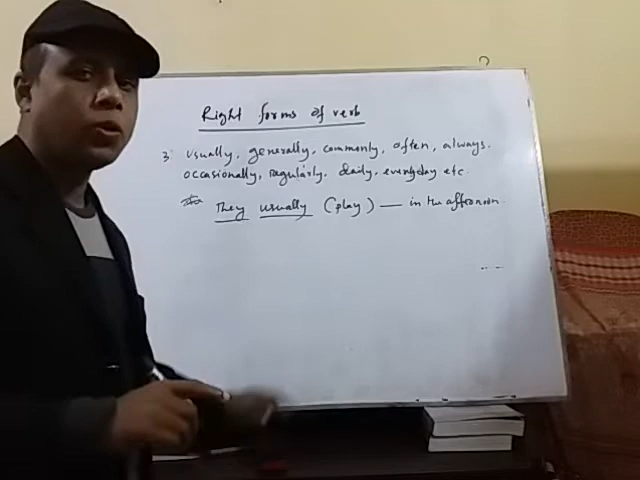 Right forms of verb
3. usually, generally, commonly, often, always,
occasionally, regularly, daily, everyday etc.
They usually (play) — in the afternoon.